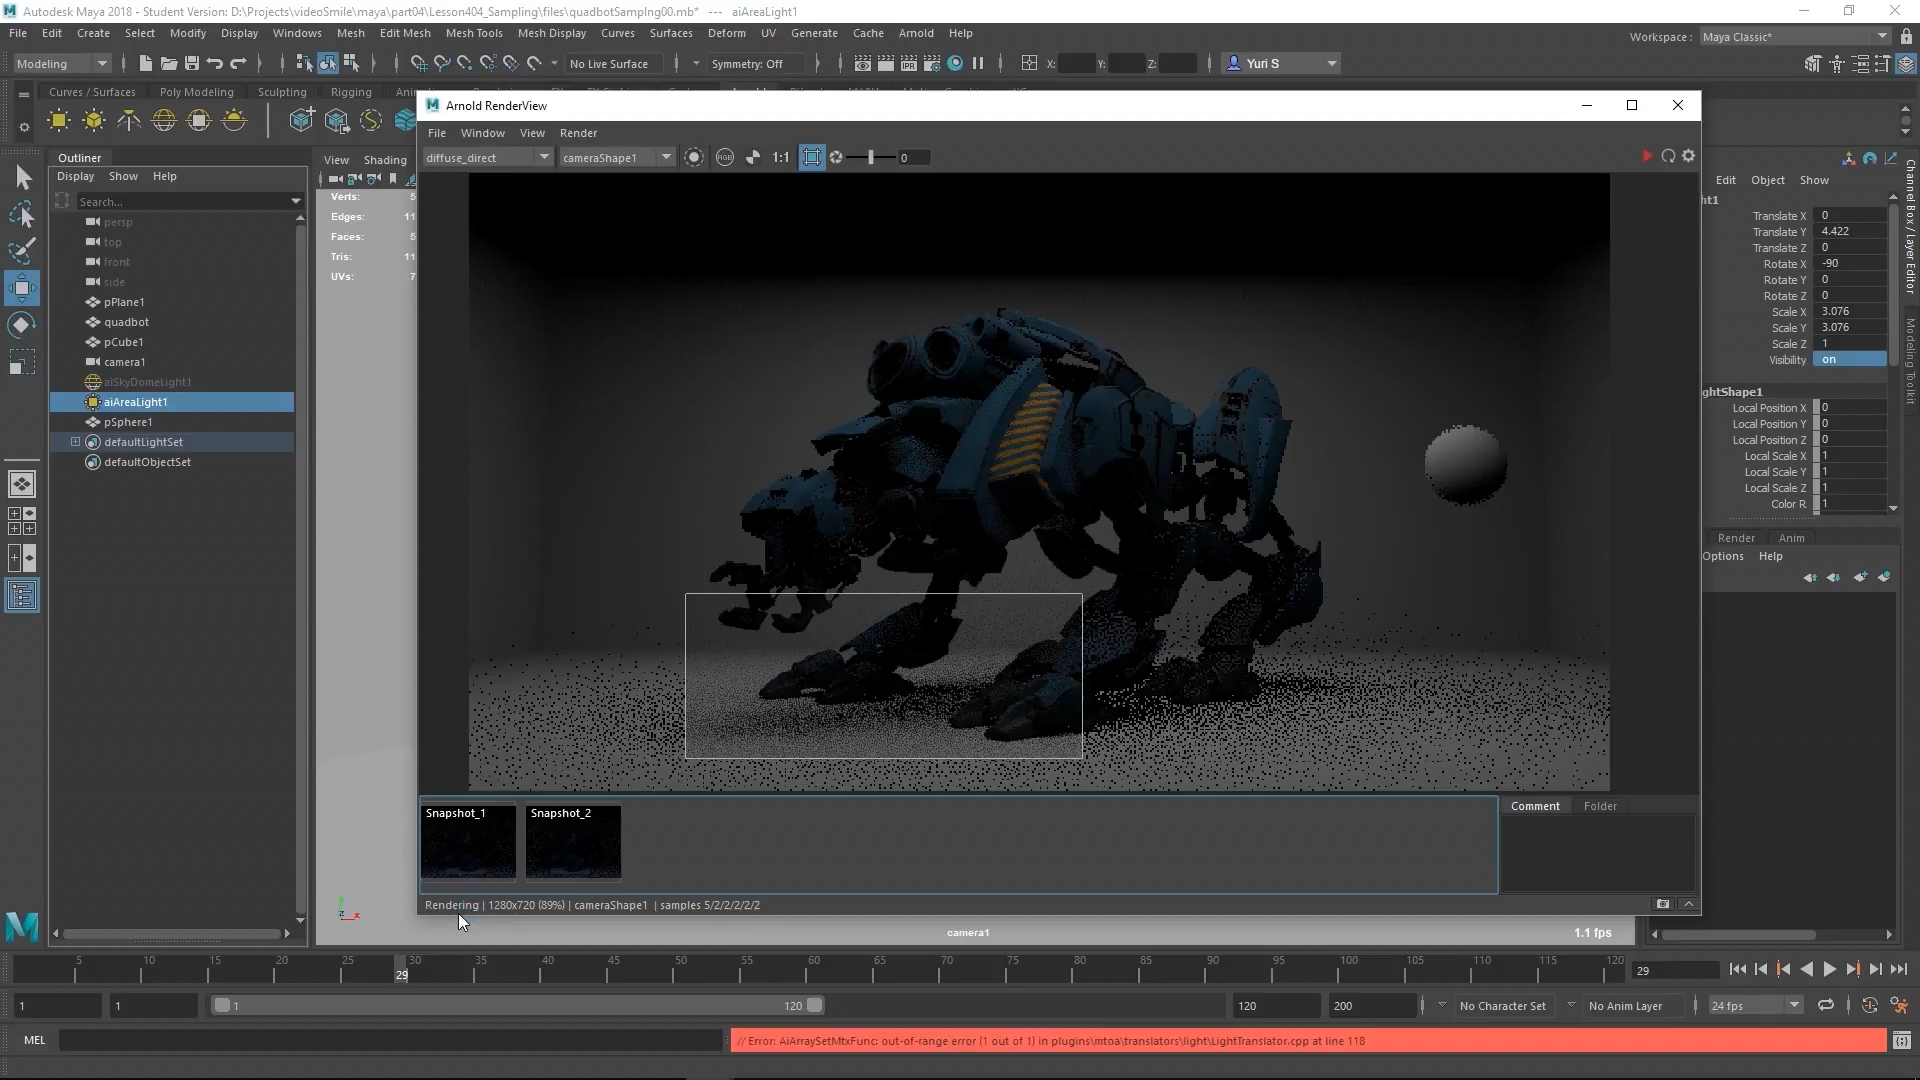 Autodesk Maya 2018 - Student Version: D:\Projects\videoSmile\maya\part04\Lesson404_Sampling\files\quadbotSamplng00.mb*   ---   aiAreaLight1
File Edit Create Select Modify Display Windows Mesh Edit Mesh Mesh Tools Mesh Display Curves Surfaces Deform UV Generate Cache Arnold Help
Workspace : Maya Classic*
Modeling No Live Surface Symmetry: Off X: Y: Z: Yuri S
Curves / Surfaces Poly Modeling Sculpting Rigging
Arnold RenderView
File Window View Render
diffuse_direct cameraShape1 1:1 0
Outliner
Display Show Help
Search...
persp
top
front
side
pPlane1
quadbot
pCube1
camera1
aiSkyDomeLight1
aiAreaLight1
pSphere1
defaultLightSet
defaultObjectSet
View Shading
Verts: 5
Edges: 11
Faces: 5
Tris: 11
UVs: 7
Edit Object Show
ht1
Translate X 0
Translate Y 4.422
Translate Z 0
Rotate X -90
Rotate Y 0
Rotate Z 0
Scale X 3.076
Scale Y 3.076
Scale Z 1
Visibility on
ghtShape1
Local Position X 0
Local Position Y 0
Local Position Z 0
Local Scale X 1
Local Scale Y 1
Local Scale Z 1
Color R 1
Render Anim
Options Help
Channel Box / Layer Editor
Modeling Toolkit
Snapshot_1 Snapshot_2
Comment Folder
Rendering | 1280x720 (89%) | cameraShape1 | samples 5/2/2/2/2/2
camera1
1.1 fps
5 10 15 20 25 30 35 40 45 50 55 60 65 70 75 80 85 90 95 100 105 110 115 120
29
29
1 1 1 120 120 200 No Character Set No Anim Layer 24 fps
MEL
// Error: AiArraySetMtxFunc: out-of-range error (1 out of 1) in plugins\mtoa\translators\light\LightTranslator.cpp at line 118